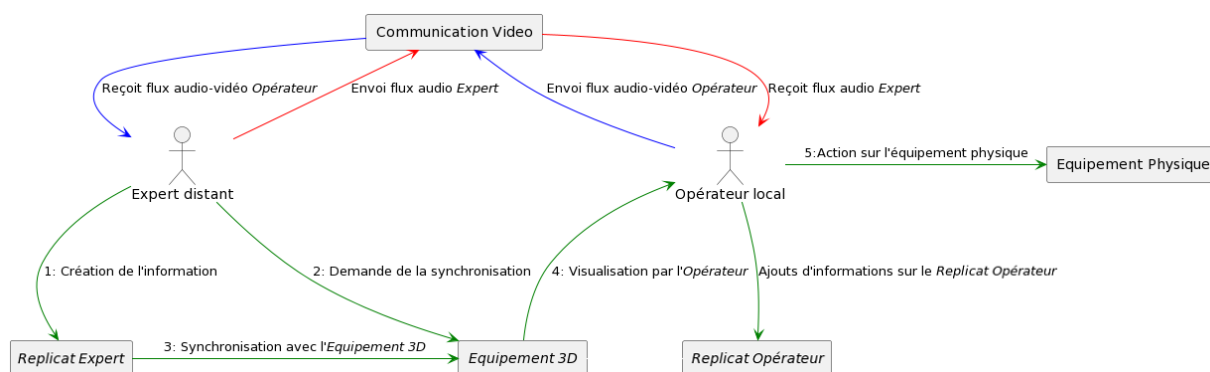 Communication Video
Reçoit flux audio-vidéo Opérateur
Envoi flux audio Expert
Envoi flux audio-vidéo Opérateur
Reçoit flux audio Expert
5:Action sur l'équipement physique
Equipement Physique
Expert distant
Opérateur local
1: Création de l'information
2: Demande de la synchronisation
4: Visualisation par l'Opérateur
Ajouts d'informations sur le Replicat Opérateur
3: Synchronisation avec l'Equipement 3D
Replicat Expert
Equipement 3D
Replicat Opérateur